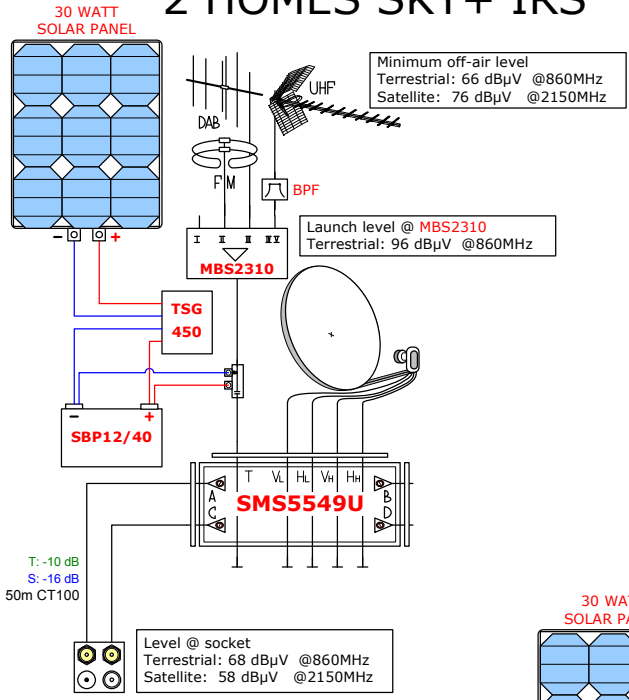 2 HOMES SKY+ IRS
30 WATT
SOLAR PANEL
Minimum off-air level
Terrestrial: 66 dBµV @860MHz
Satellite: 76 dBµV @2150MHz
UHF
DAB
FM
BPF
I II II IV V
MBS2310
Launch level @ MBS2310
Terrestrial: 96 dBµV @860MHz
- +
TSG
450
- +
SBP12/40
T VL HL VH HH
A B
SMS5549U
C D
T: -10 dB
S: -16 dB
50m CT100
30 WA
SOLAR PA
Level @ socket
Terrestrial: 68 dBµV @860MHz
Satellite: 58 dBµV @2150MHz